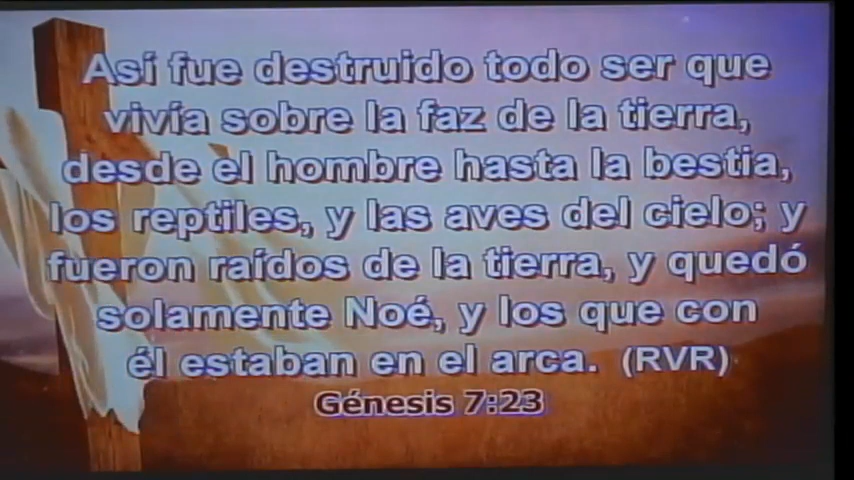 Así fue destruido todo ser que
vivía sobre la faz de la tierra,
desde el hombre hasta la bestia,
los reptiles, y las aves del cielo; y
fueron raídos de la tierra, y quedó
solamente Noé, y los que con
él estaban en el arca. (RVR)
Génesis 7:23